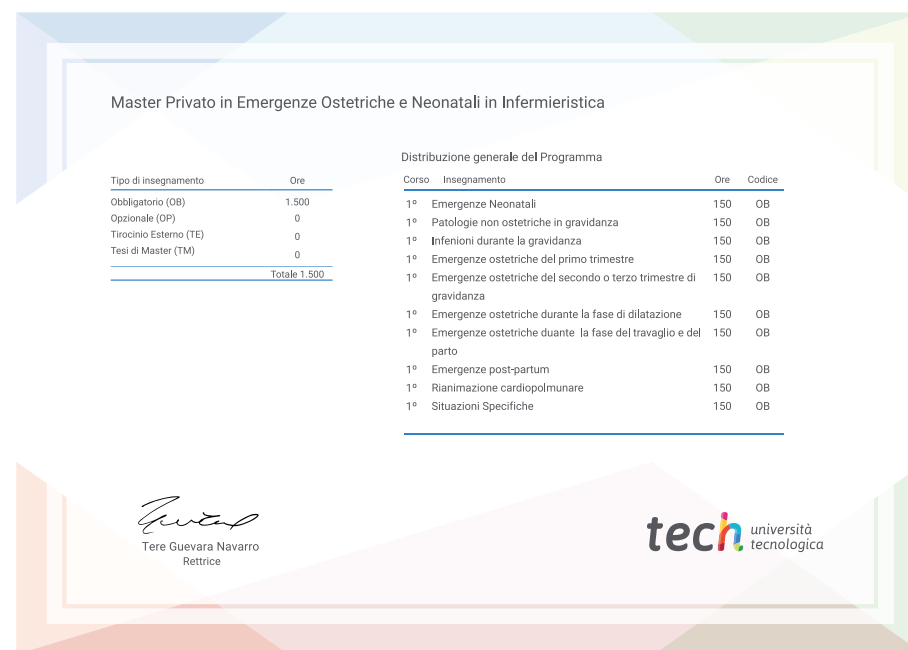 Master Privato in Emergenze Ostetriche e Neonatali in Infermieristica
Distribuzione generale del Programma
Tipo di insegnamento Ore
Obbligatorio (OB) 1.500
Opzionale (OP) 0
Tirocinio Esterno (TE) 0
Tesi di Master (TM) 0
Totale 1.500
Corso Insegnamento Ore Codice
1º Emergenze Neonatali 150 OB
1º Patologie non ostetriche in gravidanza 150 OB
1º Infenioni durante la gravidanza 150 OB
1º Emergenze ostetriche del primo trimestre 150 OB
1º Emergenze ostetriche del secondo o terzo trimestre di 150 OB
gravidanza
1º Emergenze ostetriche durante la fase di dilatazione 150 OB
1º Emergenze ostetriche duante la fase del travaglio e del 150 OB
parto
1º Emergenze post-partum 150 OB
1º Rianimazione cardiopolmunare 150 OB
1º Situazioni Specifiche 150 OB
Tere Guevara Navarro
Rettrice
tech università
tecnologica